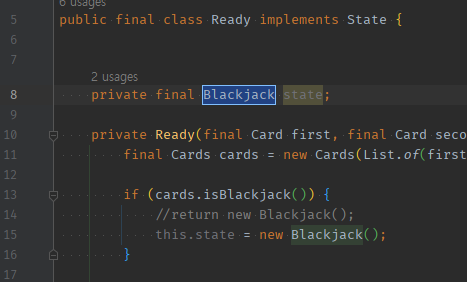 6 usages
5 public final class Ready implements State {
6
7
2 usages
8 private final Blackjack state;
9
10 private Ready(final Card first, final Card seco
11 final Cards cards = new Cards(List.of(first
12
13 if (cards.isBlackjack()) {
14 //return new Blackjack();
15 this.state = new Blackjack();
16 }
17